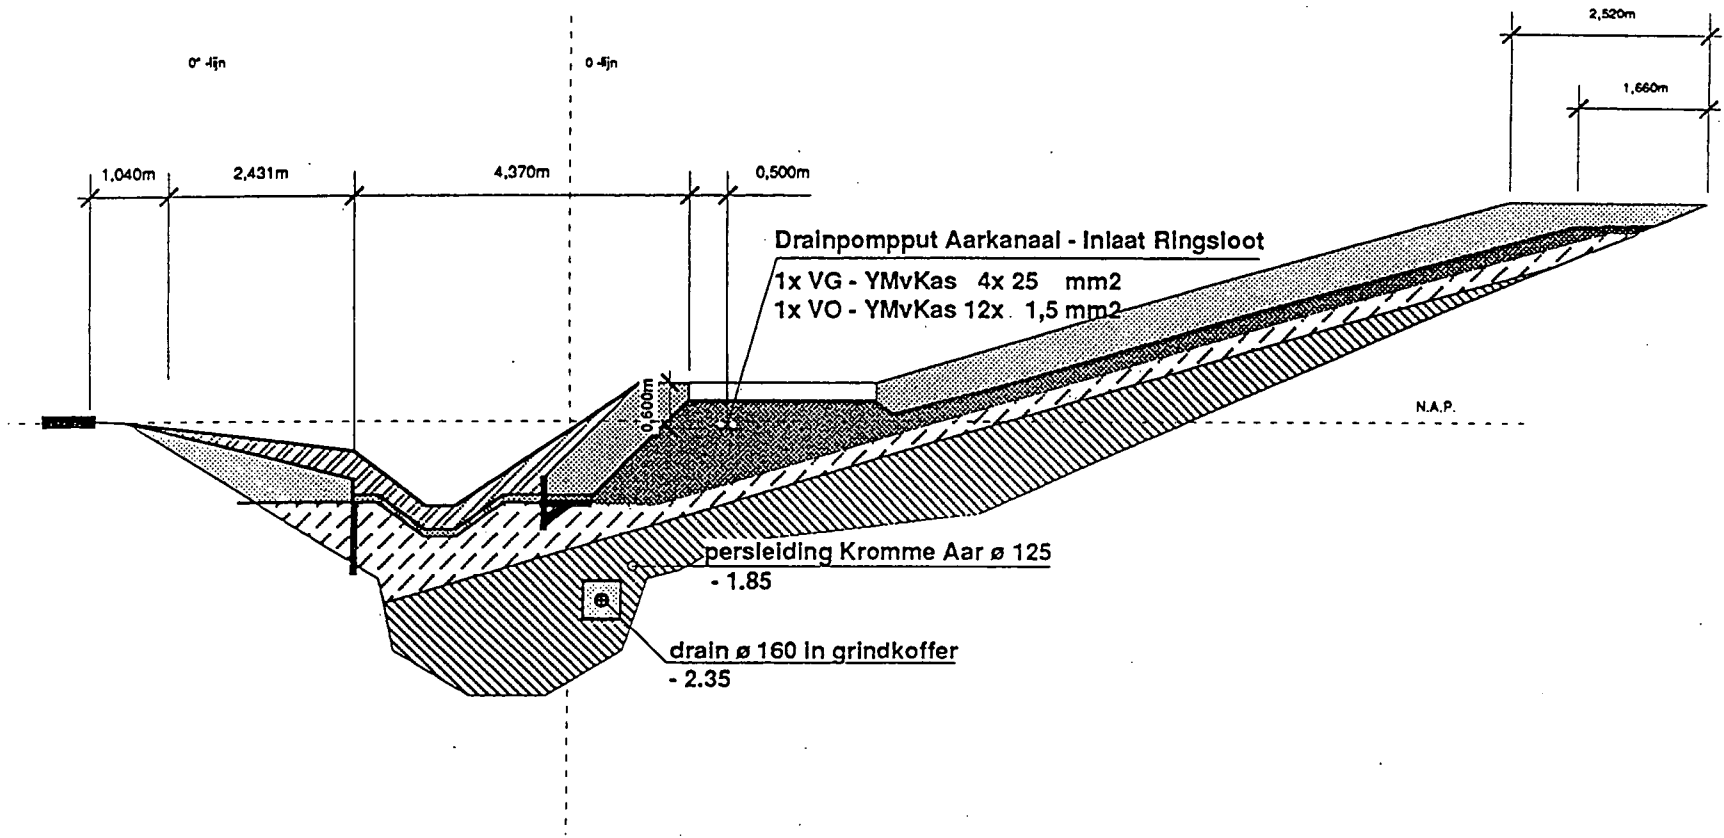 2,520m
0" -lijn
0 -lijn
1,660m
1,040m
2,431m
4,370m
0,500m
Drainpompput Aarkanaal - Inlaat Ringsloot
1x VG - YMvKas 4x 25 mm2
1x VO - YMvKas 12x 1,5 mm2
0,600m
N.A.P.
persleiding Kromme Aar ø 125
- 1.85
drain ø 160 in grindkoffer
- 2.35